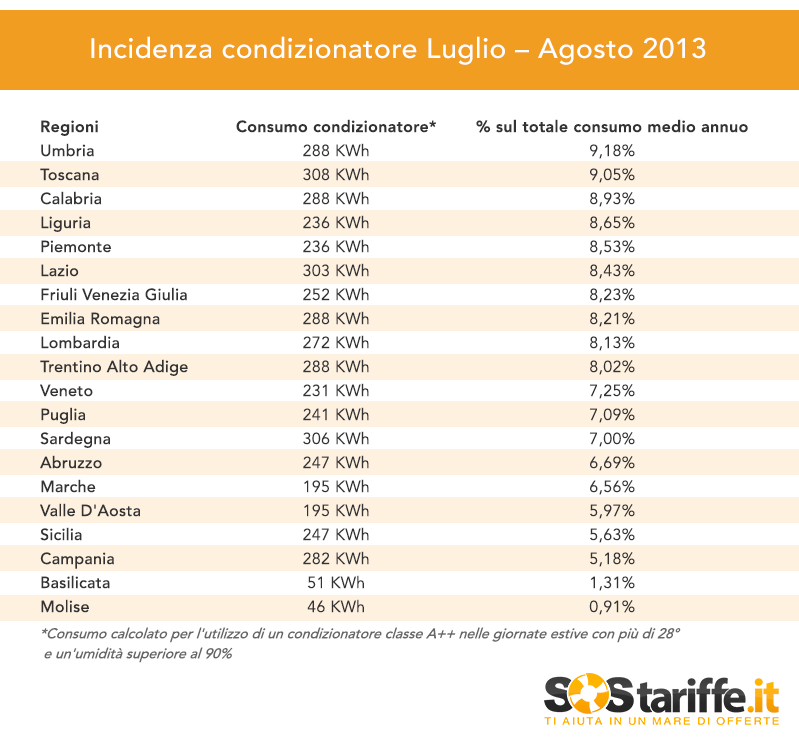 Incidenza condizionatore Luglio – Agosto 2013
Regioni Consumo condizionatore* % sul totale consumo medio annuo
Umbria 288 KWh 9,18%
Toscana 308 KWh 9,05%
Calabria 288 KWh 8,93%
Liguria 236 KWh 8,65%
Piemonte 236 KWh 8,53%
Lazio 303 KWh 8,43%
Friuli Venezia Giulia 252 KWh 8,23%
Emilia Romagna 288 KWh 8,21%
Lombardia 272 KWh 8,13%
Trentino Alto Adige 288 KWh 8,02%
Veneto 231 KWh 7,25%
Puglia 241 KWh 7,09%
Sardegna 306 KWh 7,00%
Abruzzo 247 KWh 6,69%
Marche 195 KWh 6,56%
Valle D'Aosta 195 KWh 5,97%
Sicilia 247 KWh 5,63%
Campania 282 KWh 5,18%
Basilicata 51 KWh 1,31%
Molise 46 KWh 0,91%
*Consumo calcolato per l'utilizzo di un condizionatore classe A++ nelle giornate estive con più di 28°
e un'umidità superiore al 90%
SOStariffe.it
TI AIUTA IN UN MARE DI OFFERTE